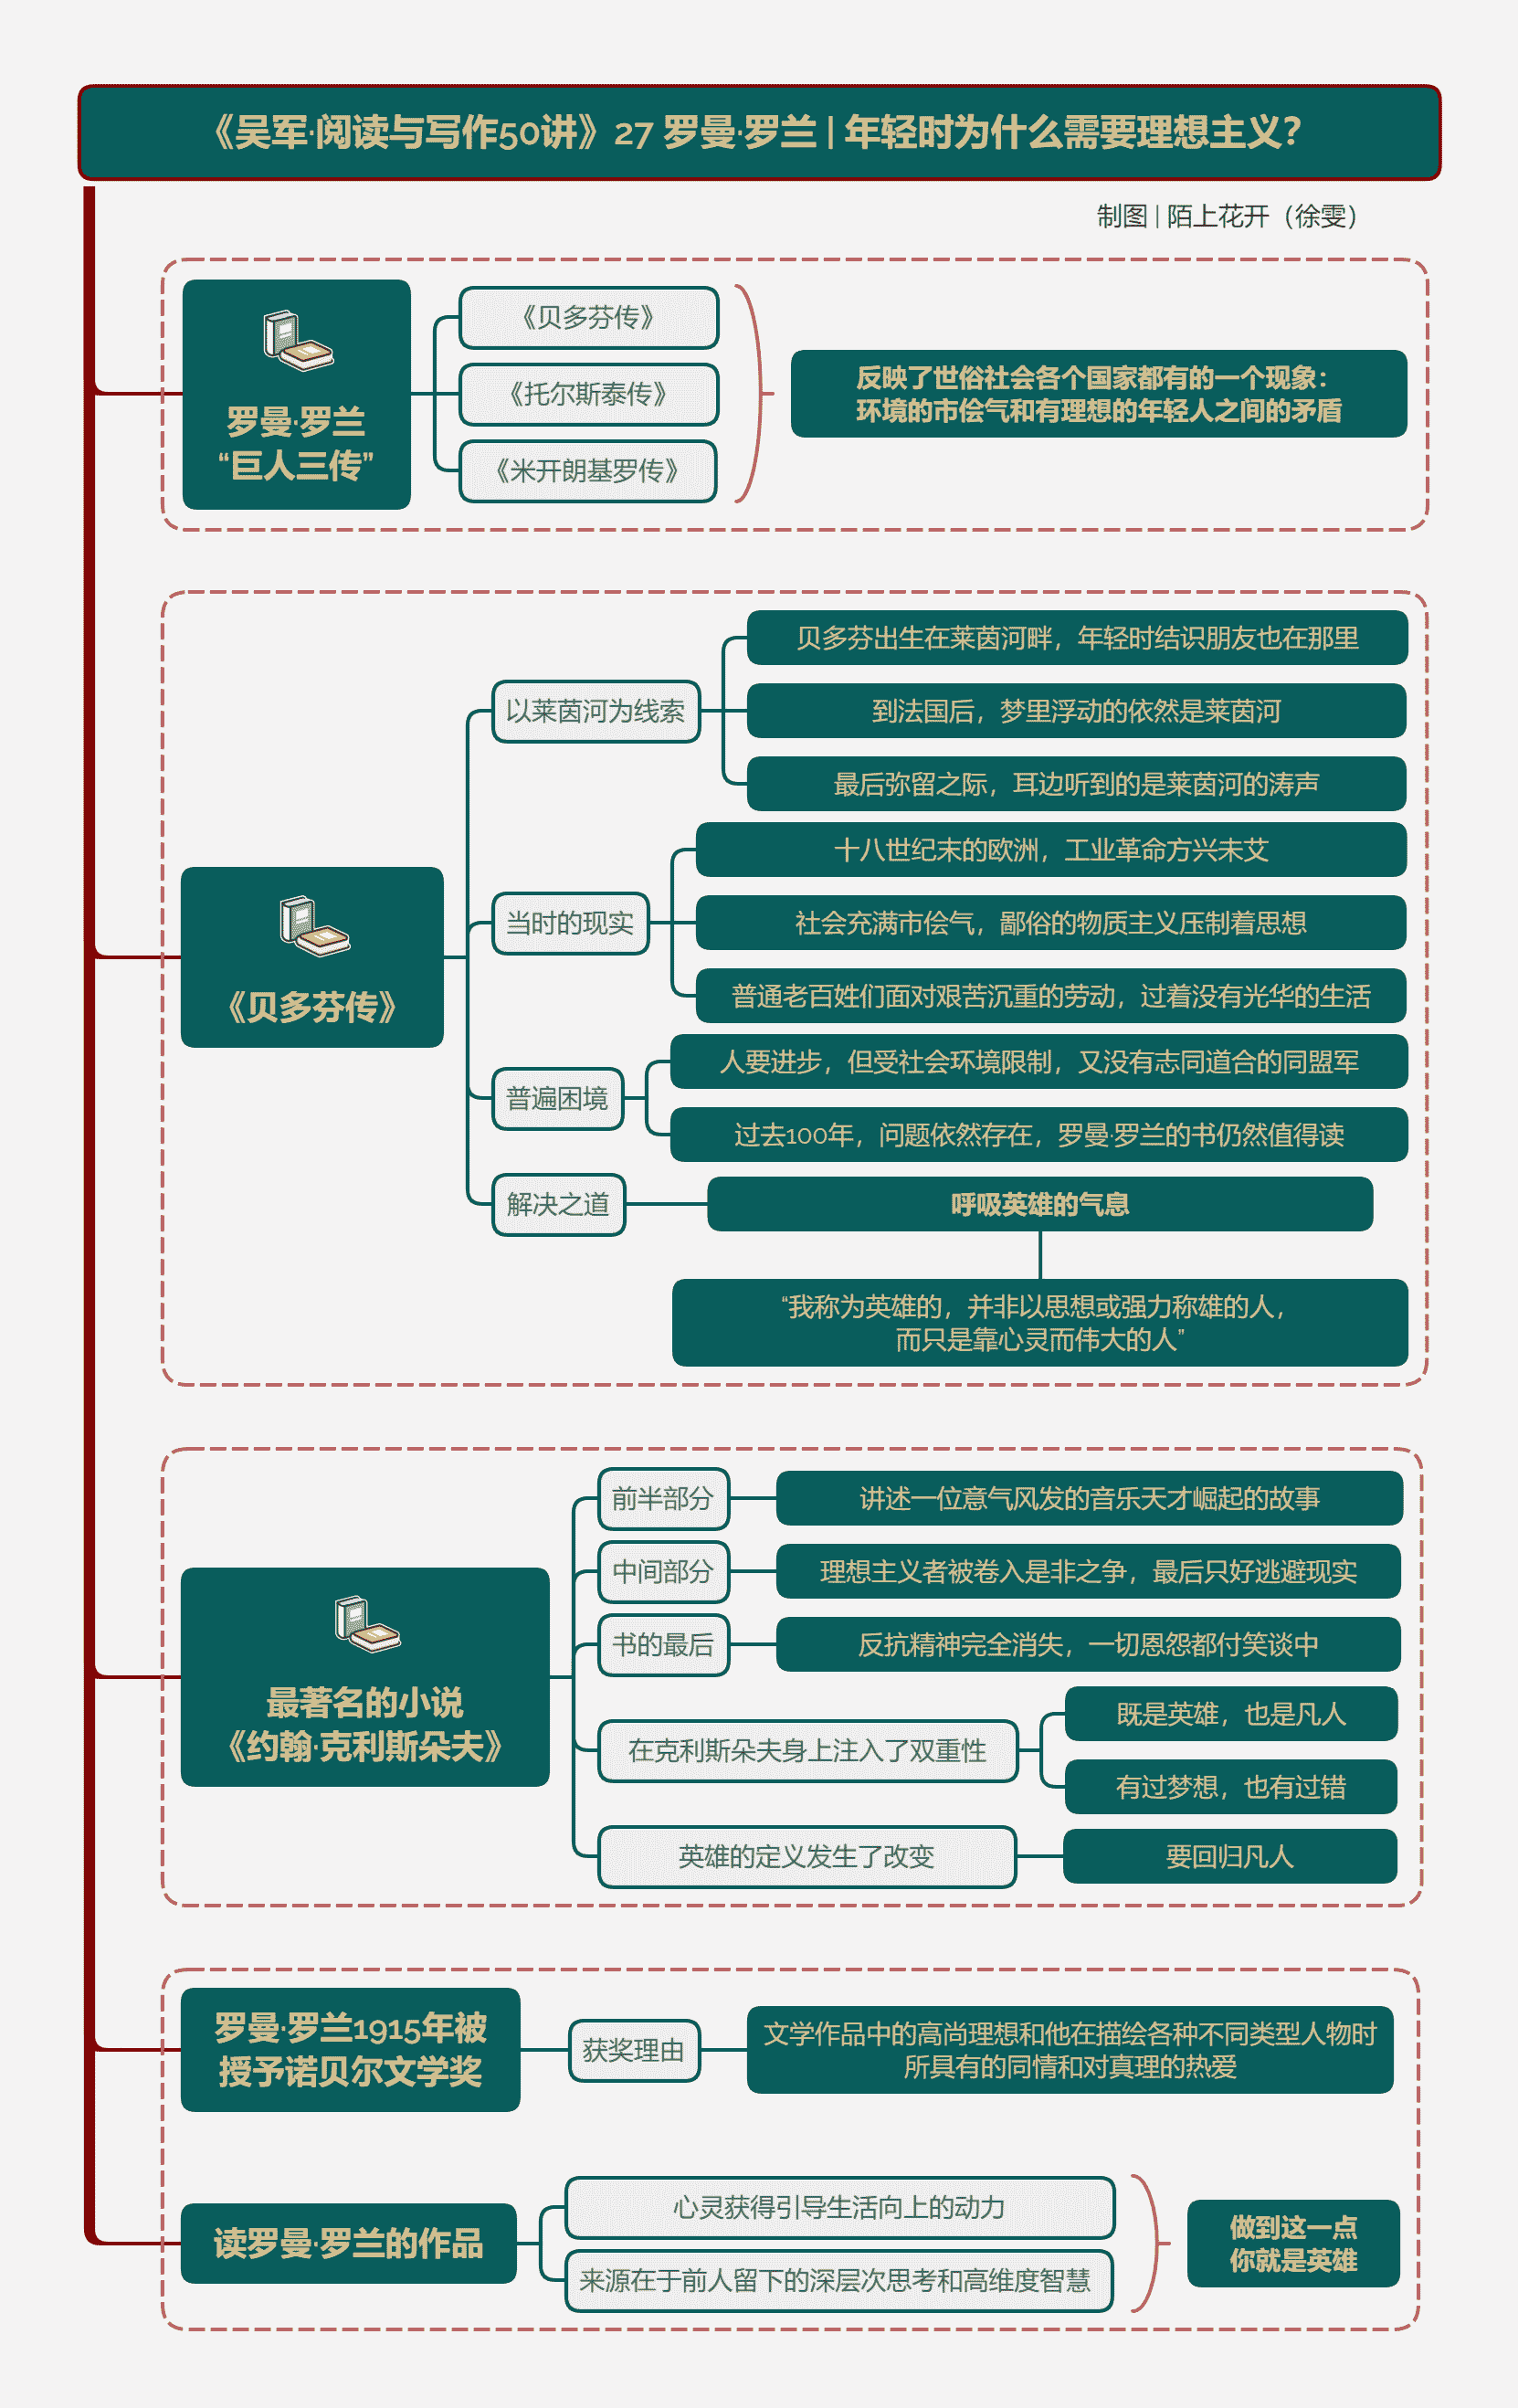 《吴军·阅读与写作50讲》27 罗曼·罗兰 | 年轻时为什么需要理想主义？
制图 | 陌上花开（徐雯）
罗曼·罗兰
“巨人三传”
《贝多芬传》
《托尔斯泰传》
《米开朗基罗传》
反映了世俗社会各个国家都有的一个现象：
环境的市侩气和有理想的年轻人之间的矛盾
《贝多芬传》
以莱茵河为线索
贝多芬出生在莱茵河畔，年轻时结识朋友也在那里
到法国后，梦里浮动的依然是莱茵河
最后弥留之际，耳边听到的是莱茵河的涛声
当时的现实
十八世纪末的欧洲，工业革命方兴未艾
社会充满市侩气，鄙俗的物质主义压制着思想
普通老百姓们面对艰苦沉重的劳动，过着没有光华的生活
普遍困境
人要进步，但受社会环境限制，又没有志同道合的同盟军
过去100年，问题依然存在，罗曼·罗兰的书仍然值得读
解决之道
呼吸英雄的气息
“我称为英雄的，并非以思想或强力称雄的人，
而只是靠心灵而伟大的人”
最著名的小说
《约翰·克利斯朵夫》
前半部分
讲述一位意气风发的音乐天才崛起的故事
中间部分
理想主义者被卷入是非之争，最后只好逃避现实
书的最后
反抗精神完全消失，一切恩怨都付笑谈中
在克利斯朵夫身上注入了双重性
既是英雄，也是凡人
有过梦想，也有过错
英雄的定义发生了改变
要回归凡人
罗曼·罗兰1915年被
授予诺贝尔文学奖
获奖理由
文学作品中的高尚理想和他在描绘各种不同类型人物时
所具有的同情和对真理的热爱
读罗曼·罗兰的作品
心灵获得引导生活向上的动力
来源在于前人留下的深层次思考和高维度智慧
做到这一点
你就是英雄